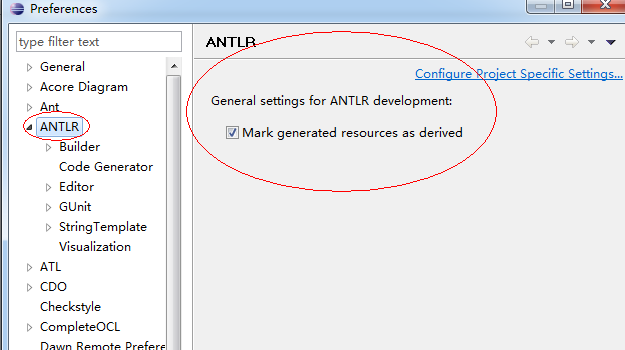 Preferences
type filter text
General
Acore Diagram
Ant
ANTLR
Builder
Code Generator
Editor
GUnit
StringTemplate
Visualization
ATL
CDO
Checkstyle
CompleteOCL
Dawn Remote Prefere
ANTLR
Configure Project Specific Settings...
General settings for ANTLR development:
Mark generated resources as derived